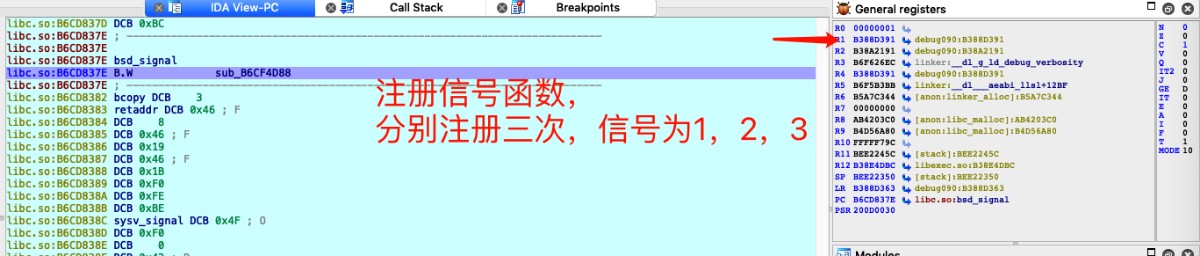 IDA View-PC
Call Stack
Breakpoints
General registers
libc.so:B6CD837D DCB 0xBC
libc.so:B6CD837E ; ---------------------------------------------------------------------------
libc.so:B6CD837E
libc.so:B6CD837E bsd_signal
libc.so:B6CD837E B.W sub_B6CF4D88
libc.so:B6CD837E ; ---------------------------------------------------------------------------
libc.so:B6CD8382 bcopy DCB 3
libc.so:B6CD8383 retaddr DCB 0x46 ; F
libc.so:B6CD8384 DCB 8
libc.so:B6CD8385 DCB 0x46 ; F
libc.so:B6CD8386 DCB 0x19
libc.so:B6CD8387 DCB 0x46 ; F
libc.so:B6CD8388 DCB 0x1B
libc.so:B6CD8389 DCB 0xF0
libc.so:B6CD838A DCB 0xFE
libc.so:B6CD838B DCB 0xBE
libc.so:B6CD838C sysv_signal DCB 0x4F ; O
libc.so:B6CD838D DCB 0xF0
libc.so:B6CD838E DCB 0
注册信号函数，
分别注册三次，信号为1，2，3
R0 00000001
R1 B388D391 debug090:B388D391
R2 B38A2191 debug090:B38A2191
R3 B6F626EC linker:__dl_g_ld_debug_verbosity
R4 B388D391 debug090:B388D391
R5 B6F5B3BB linker:__dl___aeabi_llsl+12BF
R6 B5A7C344 [anon:linker_alloc]:B5A7C344
R7 00000000
R8 AB4203C0 [anon:libc_malloc]:AB4203C0
R9 B4D56A80 [anon:libc_malloc]:B4D56A80
R10 FFFFF79C
R11 BEE2245C [stack]:BEE2245C
R12 B38E4DBC libexec.so:B38E4DBC
SP BEE22350 [stack]:BEE22350
LR B388D363 debug090:B388D363
PC B6CD837E libc.so:bsd_signal
PSR 200D0030
N 0
Z 0
C 1
V 0
Q 0
IT2 0
J 0
GE D
IT 0
E 0
A 0
I 0
F 0
T 1
MODE 10
Modules